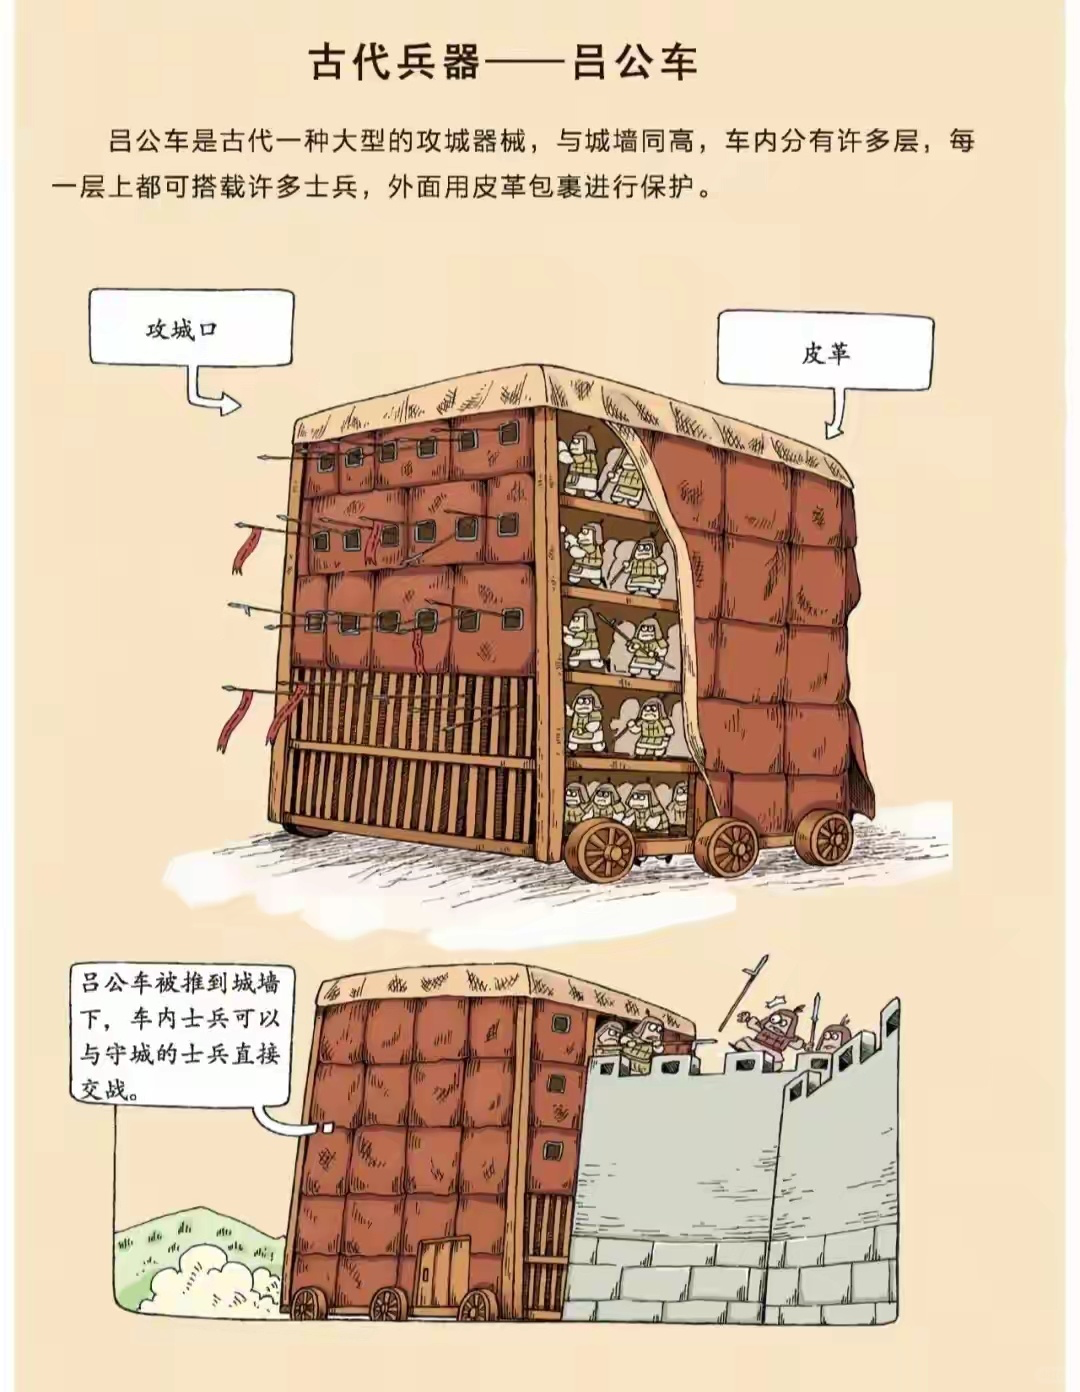 古代兵器——吕公车
吕公车是古代一种大型的攻城器械，与城墙同高，车内分有许多层，每
一层上都可搭载许多士兵，外面用皮革包裹进行保护。
攻城口
皮革
吕公车被推到城墙
下，车内士兵可以
与守城的士兵直接
交战。